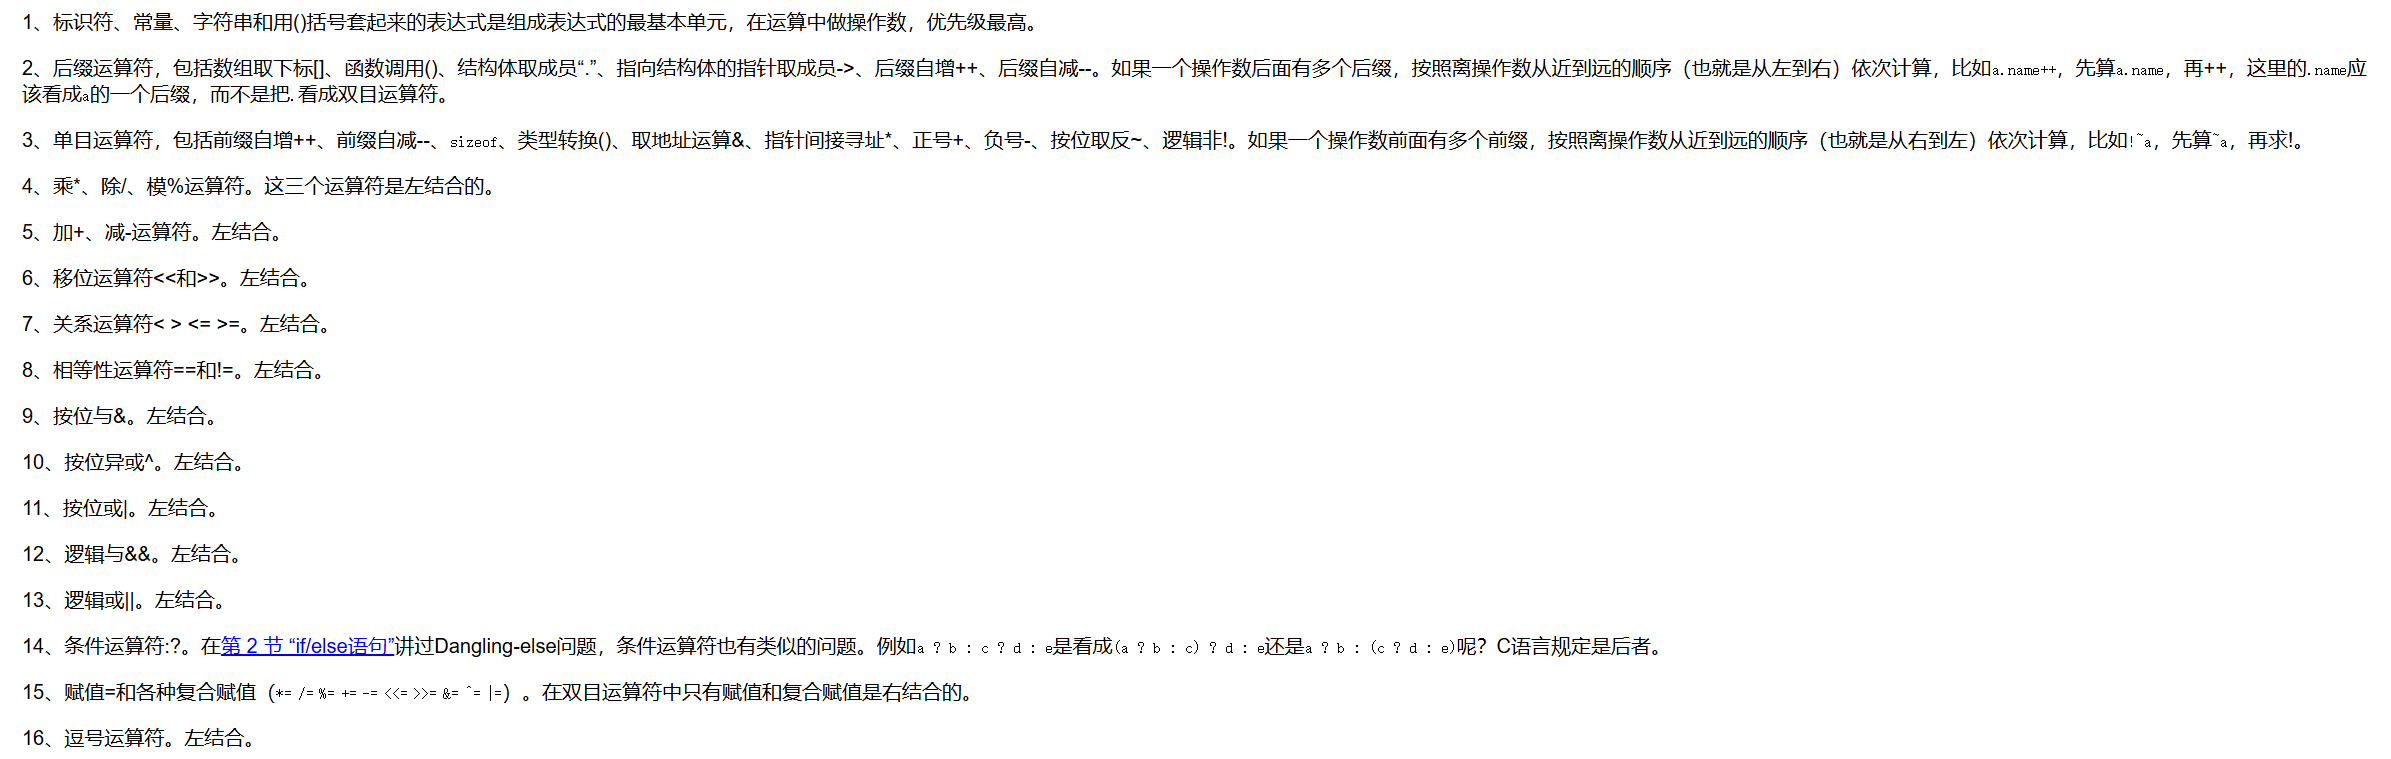 1、标识符、常量、字符串和用()括号套起来的表达式是组成表达式的最基本单元，在运算中做操作数，优先级最高。
2、后缀运算符，包括数组取下标[]、函数调用()、结构体取成员“.”、指向结构体的指针取成员->、后缀自增++、后缀自减--。如果一个操作数后面有多个后缀，按照离操作数从近到远的顺序（也就是从左到右）依次计算，比如a.name++，先算a.name，再++，这里的.name应
该看成a的一个后缀，而不是把.看成双目运算符。
3、单目运算符，包括前缀自增++、前缀自减--、sizeof、类型转换()、取地址运算&、指针间接寻址*、正号+、负号-、按位取反~、逻辑非!。如果一个操作数前面有多个前缀，按照离操作数从近到远的顺序（也就是从右到左）依次计算，比如!~a，先算~a，再求!。
4、乘*、除/、模%运算符。这三个运算符是左结合的。
5、加+、减-运算符。左结合。
6、移位运算符<<和>>。左结合。
7、关系运算符< > <= >=。左结合。
8、相等性运算符==和!=。左结合。
9、按位与&。左结合。
10、按位异或^。左结合。
11、按位或|。左结合。
12、逻辑与&&。左结合。
13、逻辑或||。左结合。
14、条件运算符:?。在第 2 节 “if/else语句”讲过Dangling-else问题，条件运算符也有类似的问题。例如a ? b : c ? d : e是看成(a ? b : c) ? d : e还是a ? b : (c ? d : e)呢？C语言规定是后者。
15、赋值=和各种复合赋值（*= /= %= += -= <<= >>= &= ^= |=）。在双目运算符中只有赋值和复合赋值是右结合的。
16、逗号运算符。左结合。